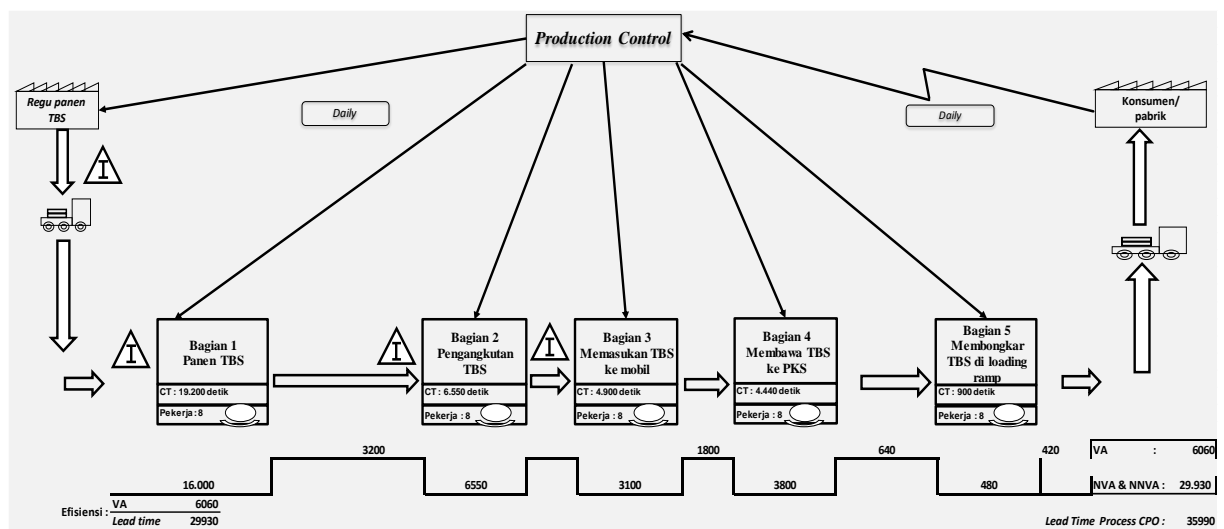 Production Control
Regu panen
TBS
Daily
Daily
Konsumen/
pabrik
I
I
I
I
Bagian 1
Panen TBS
CT : 19.200 detik
Pekerja : 8
Bagian 2
Pengangkutan
TBS
CT : 6.550 detik
Pekerja : 8
Bagian 3
Memasukan TBS
ke mobil
CT : 4.900 detik
Pekerja : 8
Bagian 4
Membawa TBS
ke PKS
CT : 4.440 detik
Pekerja : 8
Bagian 5
Membongkar
TBS di loading
ramp
CT : 900 detik
Pekerja : 8
3200
1800
640
420
VA : 6060
16.000
6550
3100
3800
480
NVA & NNVA : 29.930
Efisiensi :
VA 6060
Lead time 29930
Lead Time Process CPO : 35990